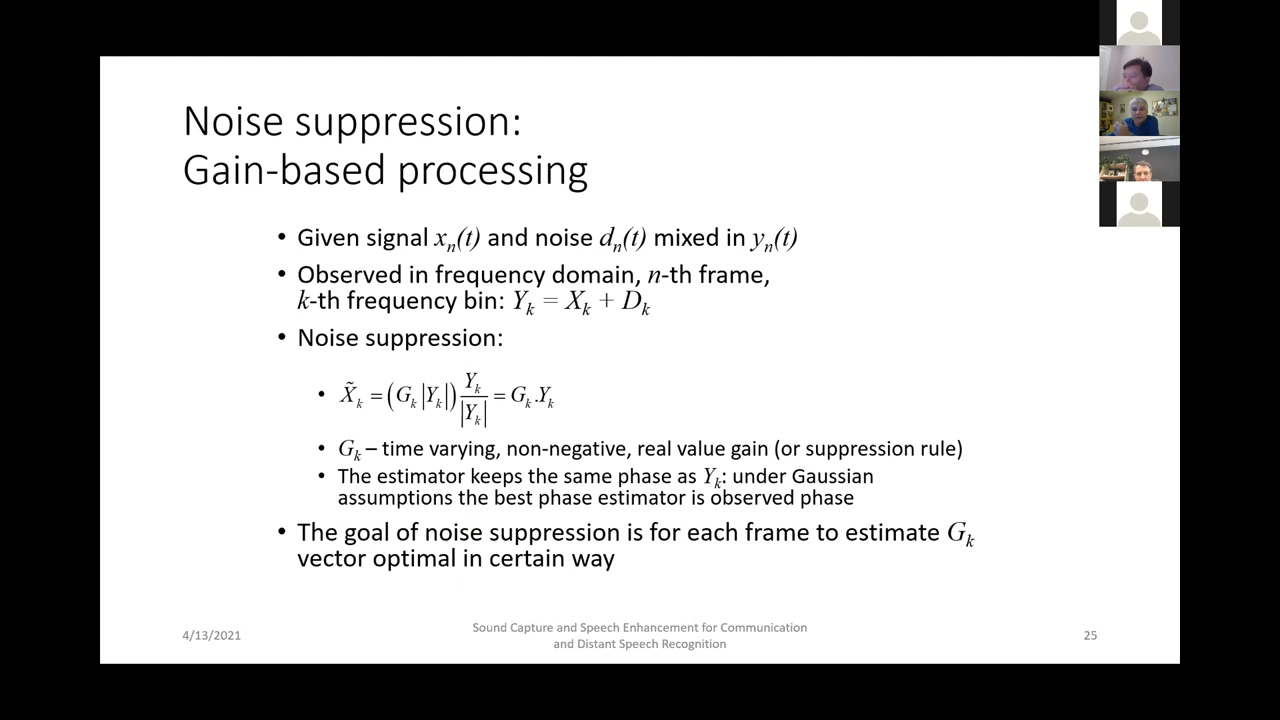 Noise suppression:
Gain-based processing
• Given signal xₙ(t) and noise dₙ(t) mixed in yₙ(t)
• Observed in frequency domain, n-th frame,
k-th frequency bin: Yₖ = Xₖ + Dₖ
• Noise suppression:
• X̃ₖ = (Gₖ|Yₖ|) Yₖ/|Yₖ| = Gₖ.Yₖ
• Gₖ – time varying, non-negative, real value gain (or suppression rule)
• The estimator keeps the same phase as Yₖ: under Gaussian
assumptions the best phase estimator is observed phase
• The goal of noise suppression is for each frame to estimate Gₖ
vector optimal in certain way
4/13/2021
Sound Capture and Speech Enhancement for Communication
and Distant Speech Recognition
25